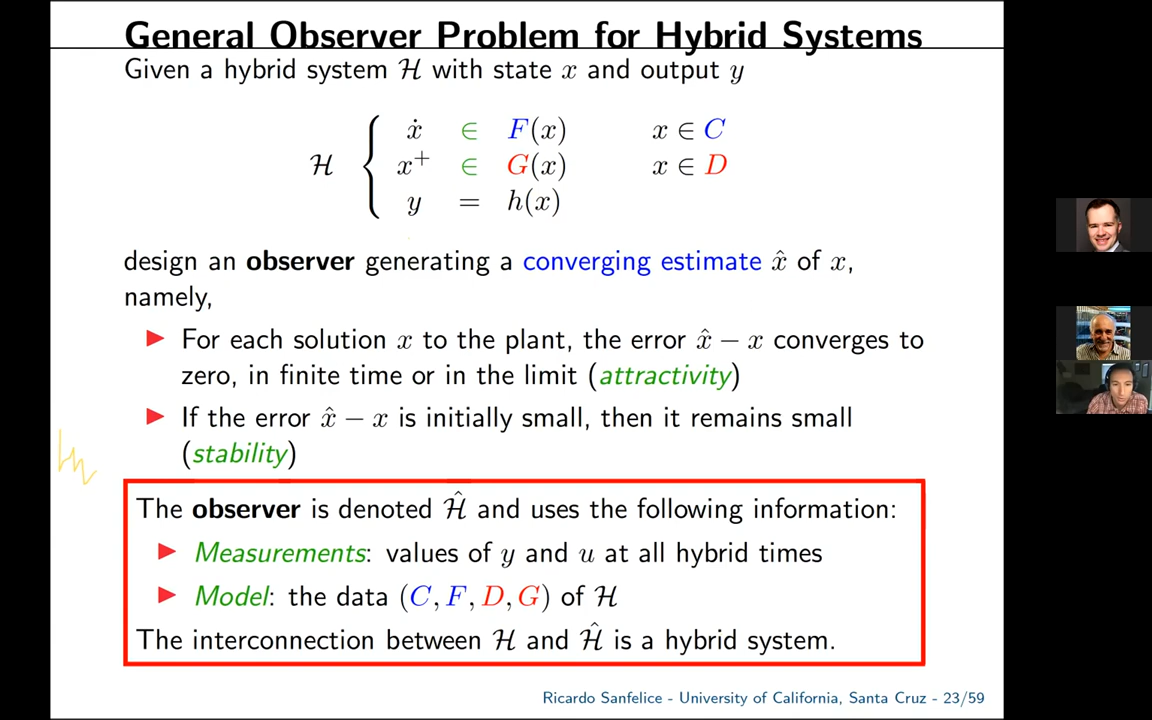 General Observer Problem for Hybrid Systems
Given a hybrid system ℋ with state x and output y
ẋ ∈ F(x) x ∈ C
ℋ { x⁺ ∈ G(x) x ∈ D
y = h(x)
design an observer generating a converging estimate x̂ of x,
namely,
▶ For each solution x to the plant, the error x̂ − x converges to
zero, in finite time or in the limit (attractivity)
▶ If the error x̂ − x is initially small, then it remains small
(stability)
The observer is denoted ℋ̂ and uses the following information:
▶ Measurements: values of y and u at all hybrid times
▶ Model: the data (C, F, D, G) of ℋ
The interconnection between ℋ and ℋ̂ is a hybrid system.
Ricardo Sanfelice - University of California, Santa Cruz - 23/59